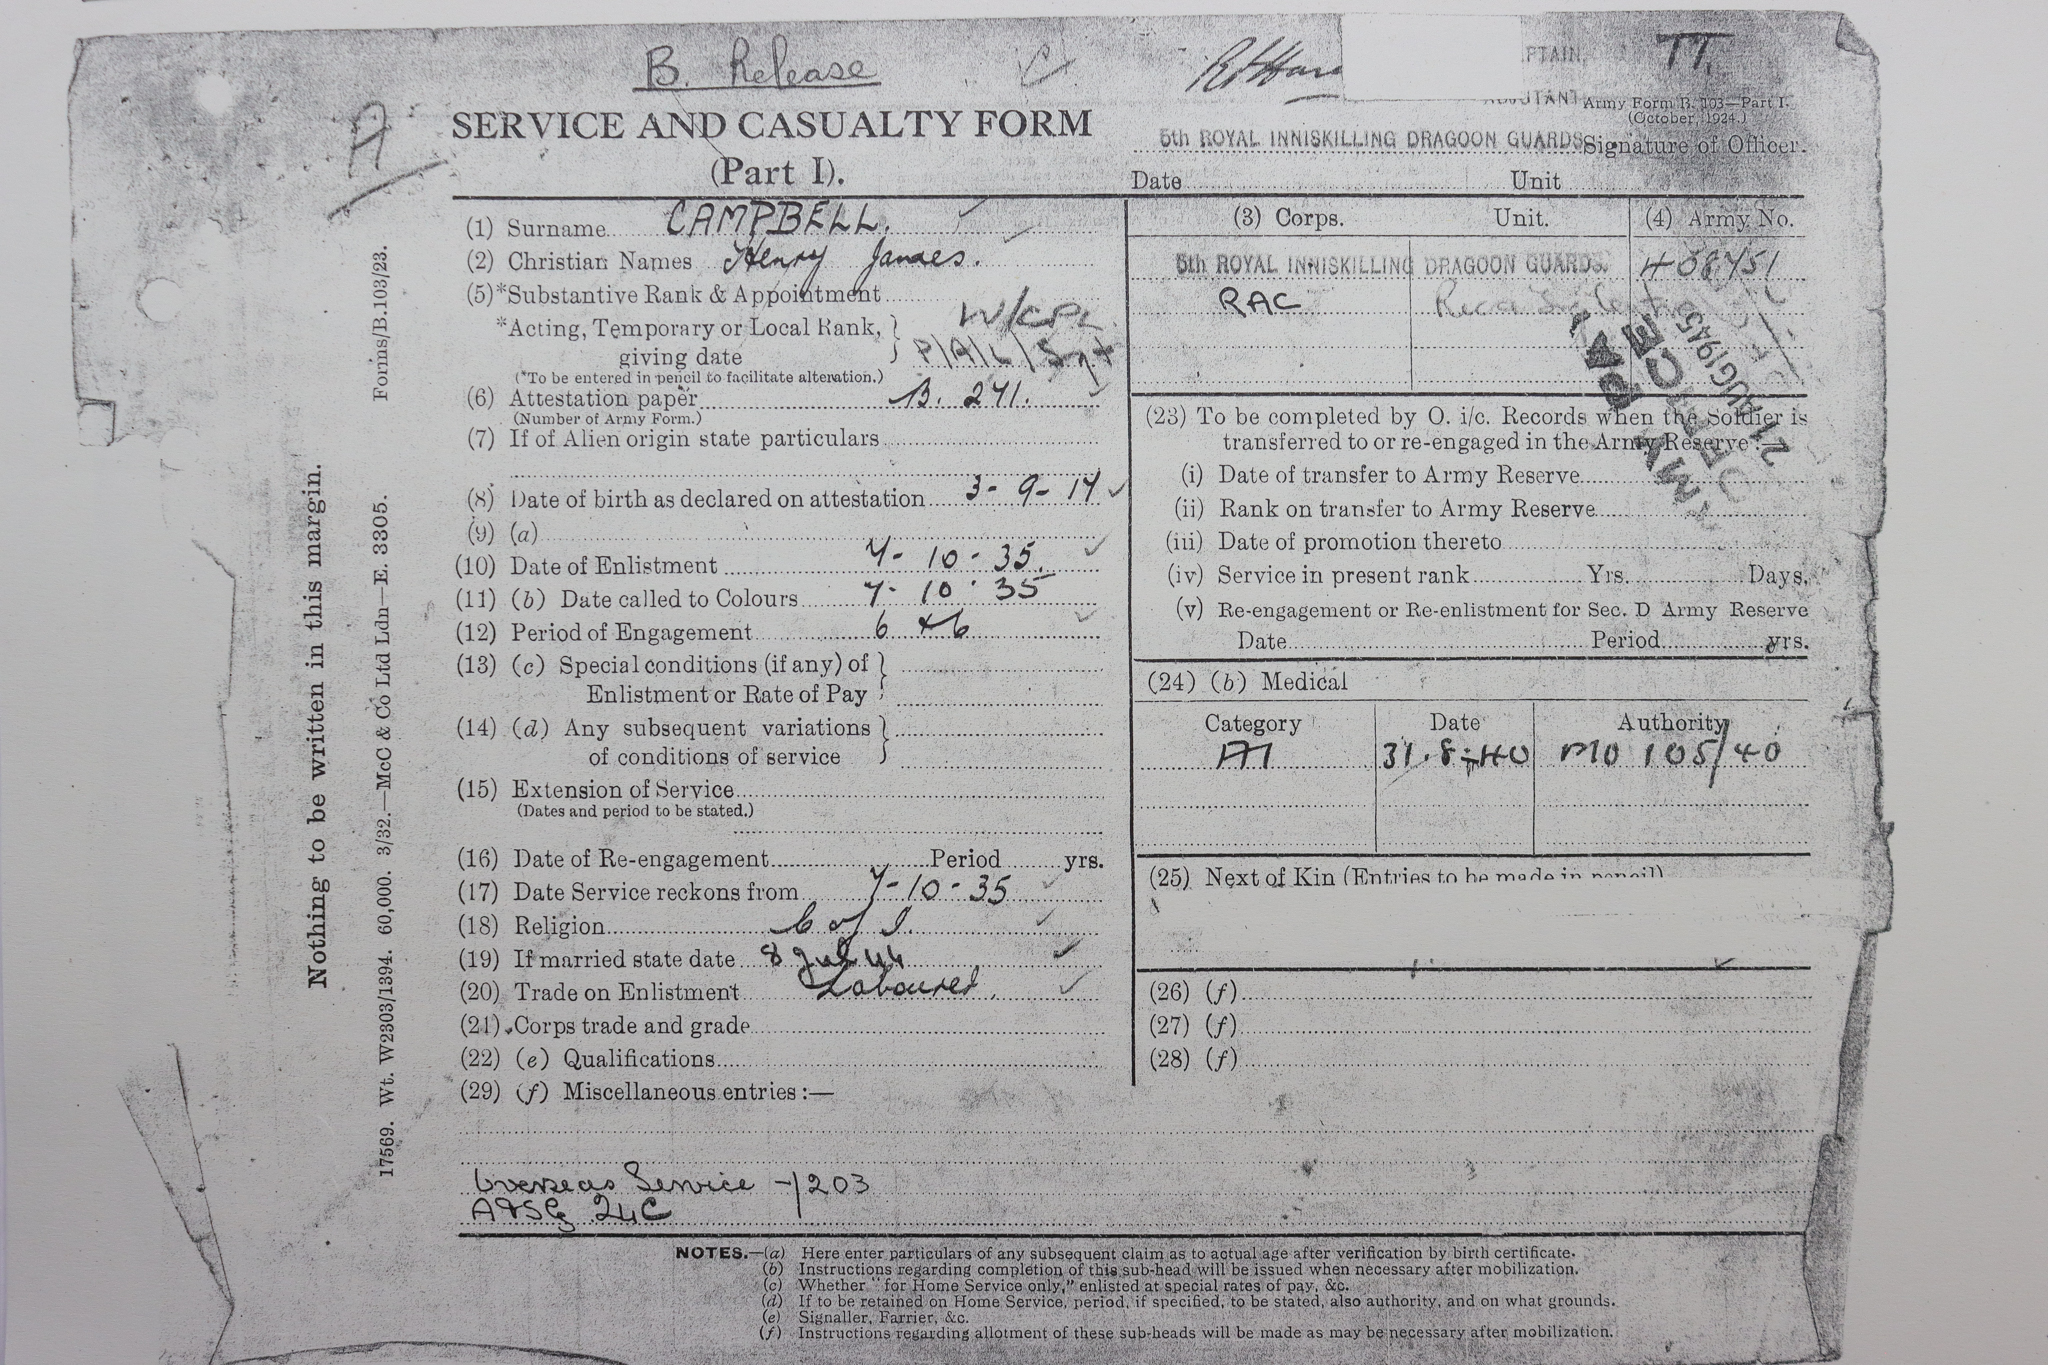 B. Release
A
TT.
PTAIN,
Army Form B. 103—Part I.
(October, 1924.)
SERVICE AND CASUALTY FORM
(Part I).
5th ROYAL INNISKILLING DRAGOON GUARDS
Signature of Officer.
Date Unit
Nothing to be written in this margin.
17569. Wt. W2303/1394. 60,000. 3/32.—McC & Co Ltd Ldn—E. 3305. Forms/B.103/23.
(1) Surname CAMPBELL.
(2) Christian Names Henry James.
(5) *Substantive Rank & Appointment
W/CPL
*Acting, Temporary or Local Rank,
giving date P/A/L/Sgt
(*To be entered in pencil to facilitate alteration.)
(6) Attestation paper B. 271.
(Number of Army Form.)
(7) If of Alien origin state particulars
(8) Date of birth as declared on attestation 3-9-17
(9) (a)
(10) Date of Enlistment 7-10-35.
(11) (b) Date called to Colours 7-10-35
(12) Period of Engagement 6 & 6
(13) (c) Special conditions (if any) of
Enlistment or Rate of Pay
(14) (d) Any subsequent variations
of conditions of service
(15) Extension of Service
(Dates and period to be stated.)
(16) Date of Re-engagement Period yrs.
(17) Date Service reckons from 7-10-35
(18) Religion C of I.
(19) If married state date 8 Jul 44
(20) Trade on Enlistment Labourer.
(21) Corps trade and grade
(22) (e) Qualifications
(29) (f) Miscellaneous entries :—
Overseas Service -/203
24C
(3) Corps. Unit. (4) Army No.
5th ROYAL INNISKILLING DRAGOON GUARDS. 408751
RAC
ARMY PAY
OFFICE
21 AUG 1945
(23) To be completed by O. i/c. Records when the Soldier is
transferred to or re-engaged in the Army Reserve :—
(i) Date of transfer to Army Reserve
(ii) Rank on transfer to Army Reserve
(iii) Date of promotion thereto
(iv) Service in present rank Yrs. Days.
(v) Re-engagement or Re-enlistment for Sec. D Army Reserve
Date Period yrs.
(24) (b) Medical
Category Date Authority
A1 31.8.40 MO 105/40
(25) Next of Kin (Entries to be made in pencil)
(26) (f)
(27) (f)
(28) (f)
NOTES.—(a) Here enter particulars of any subsequent claim as to actual age after verification by birth certificate.
(b) Instructions regarding completion of this sub-head will be issued when necessary after mobilization.
(c) Whether "for Home Service only," enlisted at special rates of pay, &c.
(d) If to be retained on Home Service, period, if specified, to be stated, also authority, and on what grounds.
(e) Signaller, Farrier, &c.
(f) Instructions regarding allotment of these sub-heads will be made as may be necessary after mobilization.